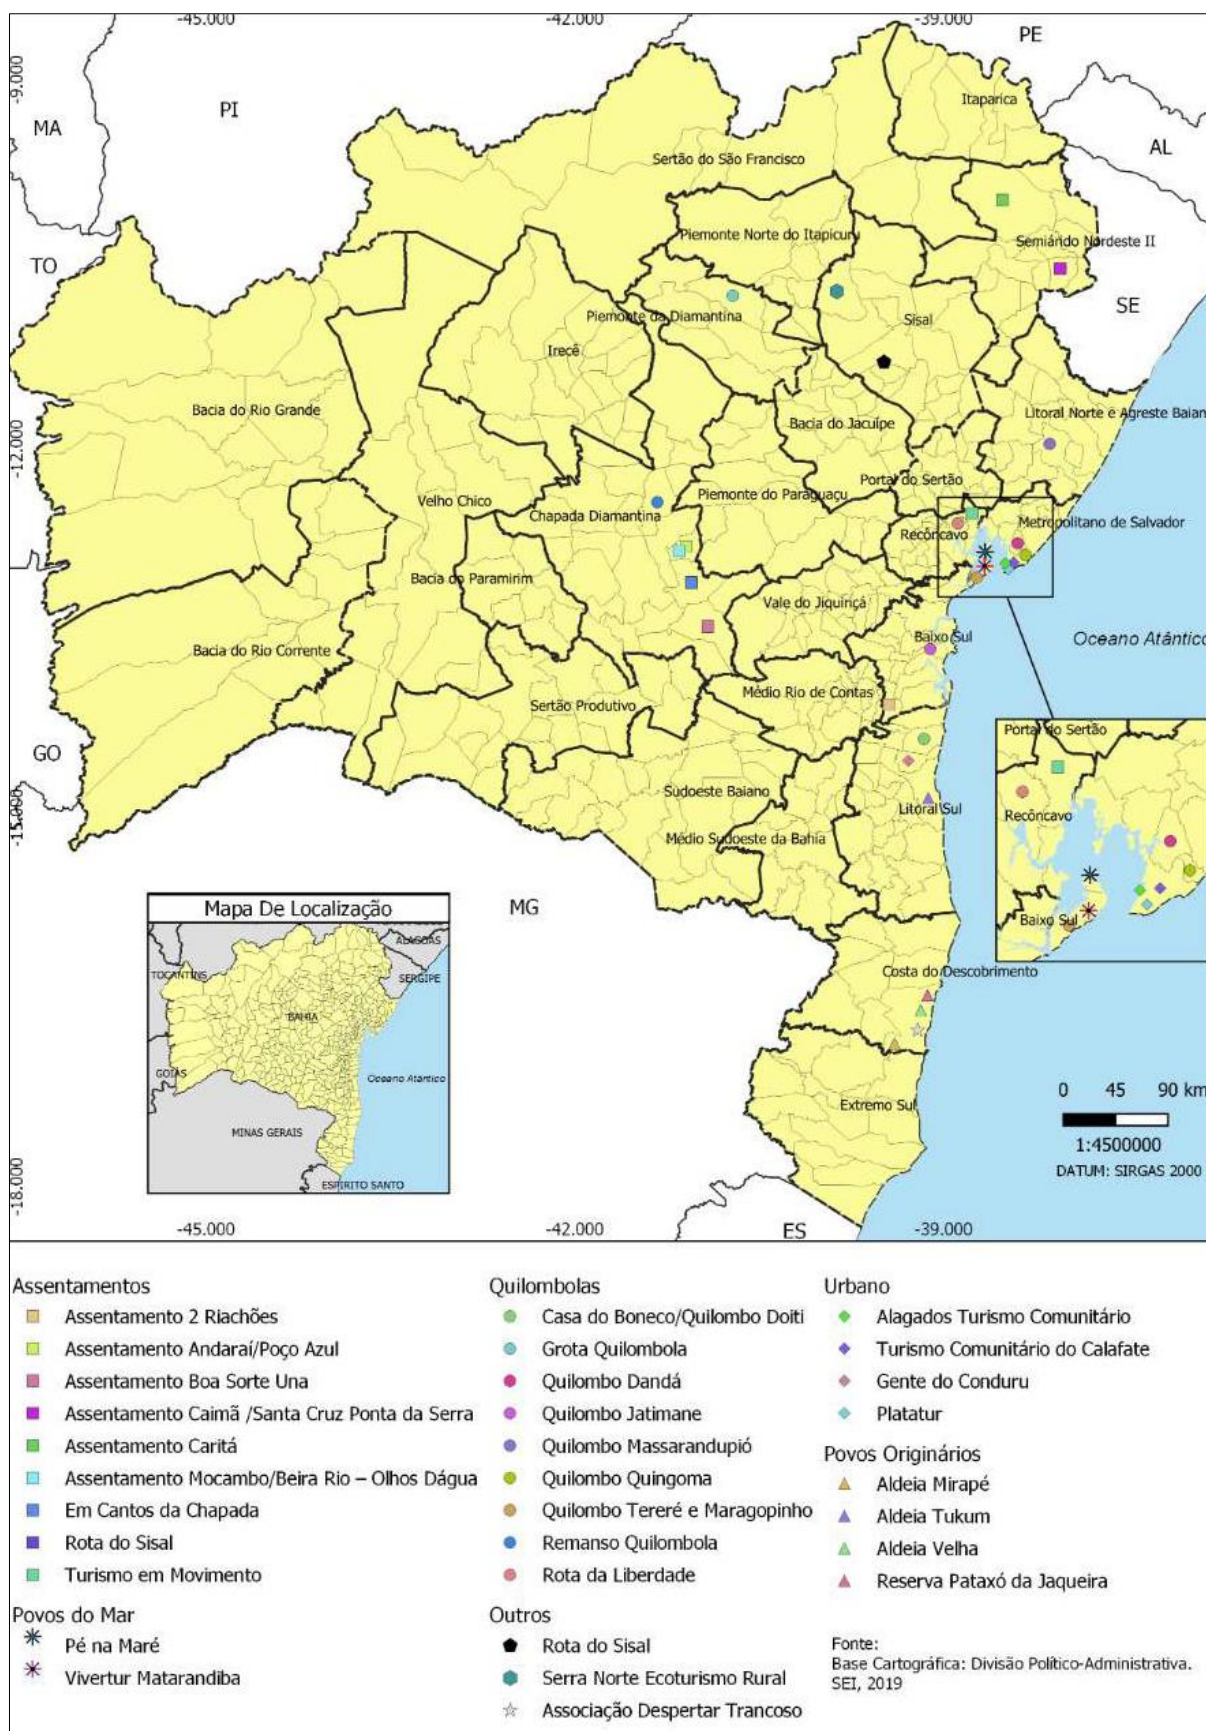 -45.000 -42.000 -39.000
PE
-9.000
Itaparica
PI
MA
AL
Sertão do São Francisco
Piemonte Norte do Itapicuru
Semiárido Nordeste II
TO
SE
Piemonte da Diamantina
Sisal
Irecê
Bacia do Rio Grande
Litoral Norte e Agreste Baian
Bacia do Jacuípe
-12.000
Portal do Sertão
Velho Chico
Piemonte do Paraguaçu
Chapada Diamantina
Metropolitano de Salvador
Recôncavo
Bacia do Paramirim
Vale do Jiquiriçá
Baixo Sul
Oceano Atântico
Bacia do Rio Corrente
Médio Rio de Contas
Sertão Produtivo
GO
Portal do Sertão
Recôncavo
Baixo Sul
Sudoeste Baiano
Litoral Sul
-15.000
Médio Sudoeste da Bahia
MG
Mapa De Localização
ALAGOAS
TOCANTINS
SERGIPE
BAHIA
GOIÁS
Oceano Atântico
MINAS GERAIS
ESPIRITO SANTO
Costa do Descobrimento
Extremo Sul
0 45 90 km
1:4500000
DATUM: SIRGAS 2000
-18.000
-45.000 -42.000 -39.000
ES
Assentamentos
Assentamento 2 Riachões
Assentamento Andaraí/Poço Azul
Assentamento Boa Sorte Una
Assentamento Caimã /Santa Cruz Ponta da Serra
Assentamento Caritá
Assentamento Mocambo/Beira Rio – Olhos Dágua
Em Cantos da Chapada
Rota do Sisal
Turismo em Movimento
Povos do Mar
Pé na Maré
Vivertur Matarandiba
Quilombolas
Casa do Boneco/Quilombo Doiti
Grota Quilombola
Quilombo Dandá
Quilombo Jatimane
Quilombo Massarandupió
Quilombo Quingoma
Quilombo Tereré e Maragopinho
Remanso Quilombola
Rota da Liberdade
Outros
Rota do Sisal
Serra Norte Ecoturismo Rural
Associação Despertar Trancoso
Urbano
Alagados Turismo Comunitário
Turismo Comunitário do Calafate
Gente do Conduru
Platatur
Povos Originários
Aldeia Mirapé
Aldeia Tukum
Aldeia Velha
Reserva Pataxó da Jaqueira
Fonte:
Base Cartográfica: Divisão Político-Administrativa.
SEI, 2019